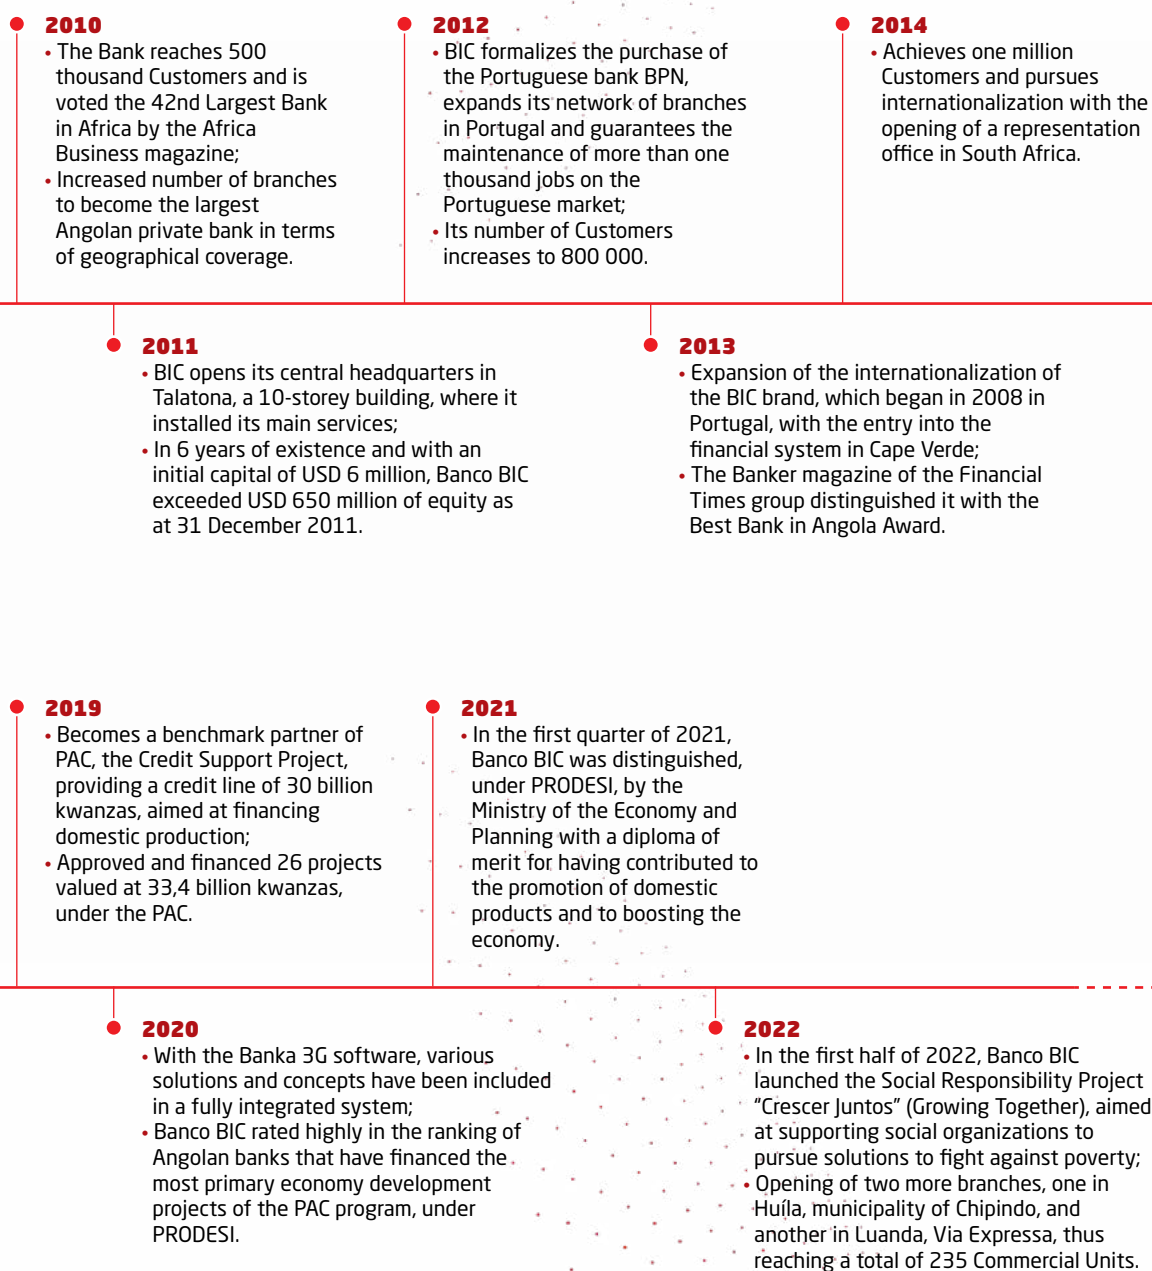 2010
• The Bank reaches 500
thousand Customers and is
voted the 42nd Largest Bank
in Africa by the Africa
Business magazine;
• Increased number of branches
to become the largest
Angolan private bank in terms
of geographical coverage.
2012
• BIC formalizes the purchase of
the Portuguese bank BPN,
expands its network of branches
in Portugal and guarantees the
maintenance of more than one
thousand jobs on the
Portuguese market;
• Its number of Customers
increases to 800 000.
2014
• Achieves one million
Customers and pursues
internationalization with the
opening of a representation
office in South Africa.
2011
• BIC opens its central headquarters in
Talatona, a 10-storey building, where it
installed its main services;
• In 6 years of existence and with an
initial capital of USD 6 million, Banco BIC
exceeded USD 650 million of equity as
at 31 December 2011.
2013
• Expansion of the internationalization of
the BIC brand, which began in 2008 in
Portugal, with the entry into the
financial system in Cape Verde;
• The Banker magazine of the Financial
Times group distinguished it with the
Best Bank in Angola Award.
2019
• Becomes a benchmark partner of
PAC, the Credit Support Project,
providing a credit line of 30 billion
kwanzas, aimed at financing
domestic production;
• Approved and financed 26 projects
valued at 33,4 billion kwanzas,
under the PAC.
2021
• In the first quarter of 2021,
Banco BIC was distinguished,
under PRODESI, by the
Ministry of the Economy and
Planning with a diploma of
merit for having contributed to
the promotion of domestic
products and to boosting the
economy.
2020
• With the Banka 3G software, various
solutions and concepts have been included
in a fully integrated system;
• Banco BIC rated highly in the ranking of
Angolan banks that have financed the
most primary economy development
projects of the PAC program, under
PRODESI.
2022
• In the first half of 2022, Banco BIC
launched the Social Responsibility Project
“Crescer Juntos” (Growing Together), aimed
at supporting social organizations to
pursue solutions to fight against poverty;
• Opening of two more branches, one in
Huíla, municipality of Chipindo, and
another in Luanda, Via Expressa, thus
reaching a total of 235 Commercial Units.